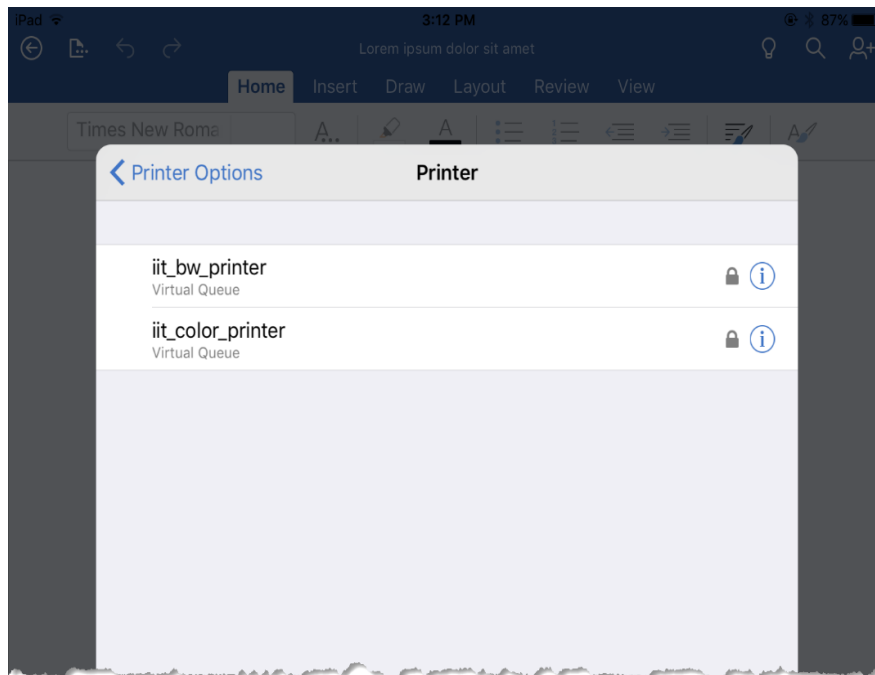 iPad 3:12 PM 87%
Lorem ipsum dolor sit amet
Home Insert Draw Layout Review View
Times New Roma A.. A A
Printer Options Printer
iit_bw_printer
Virtual Queue
iit_color_printer
Virtual Queue